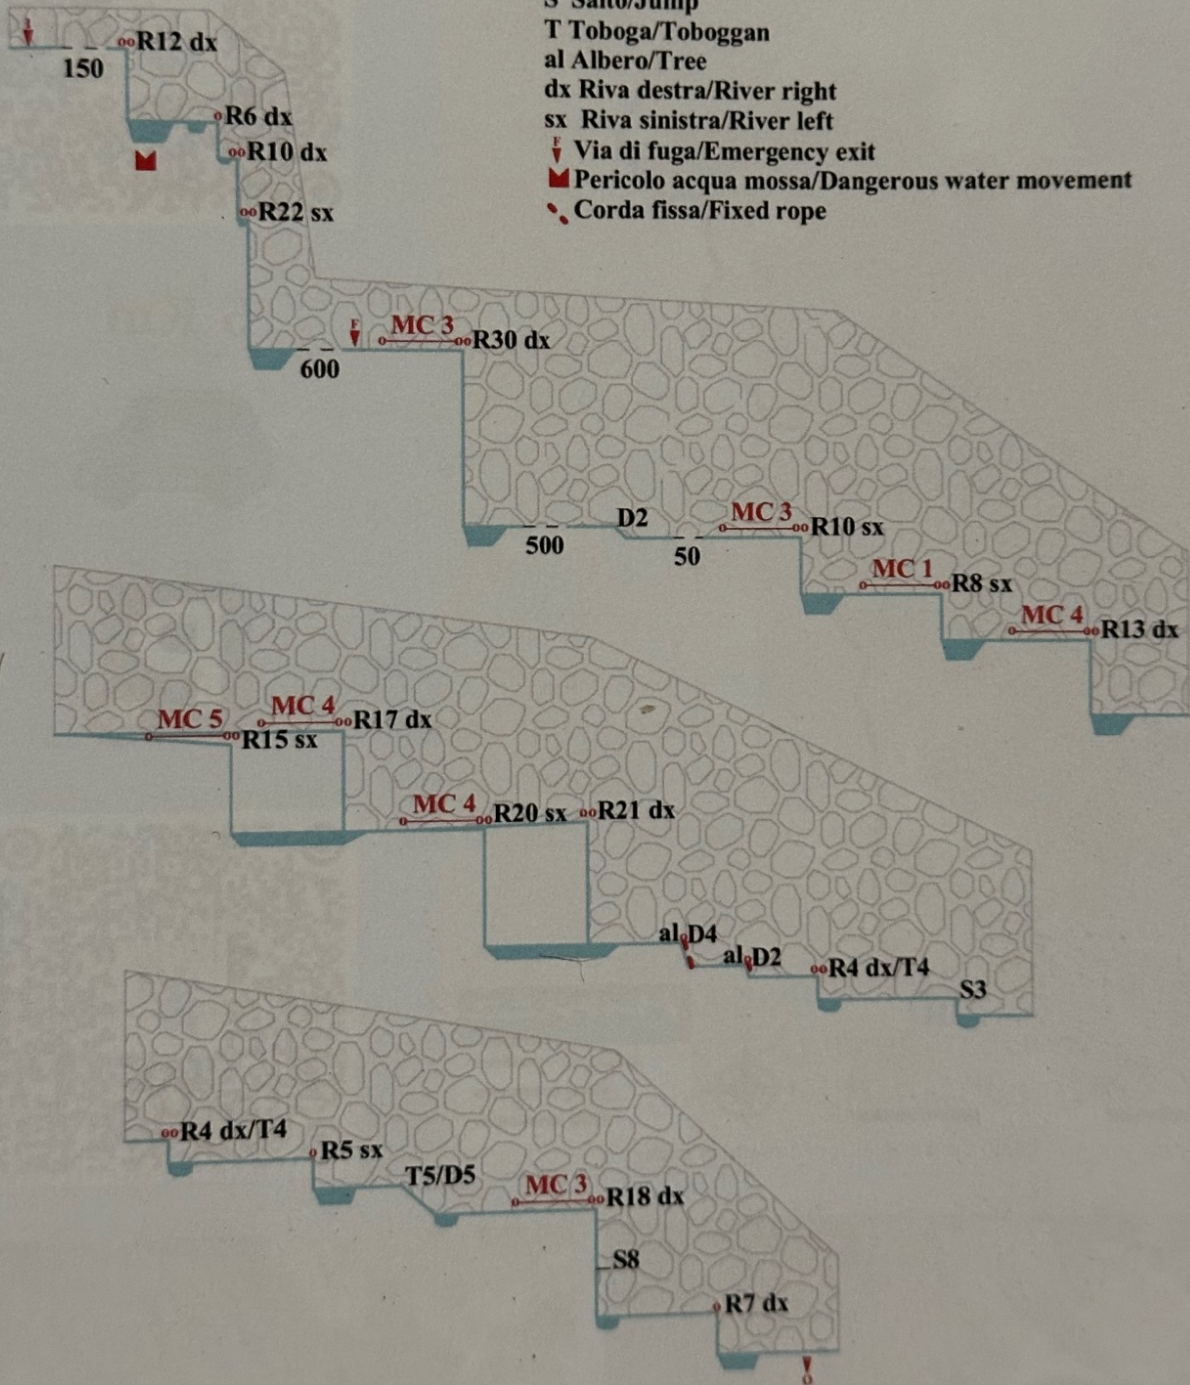 S Salto/Jump
T Toboga/Toboggan
al Albero/Tree
dx Riva destra/River right
sx Riva sinistra/River left
F Via di fuga/Emergency exit
Pericolo acqua mossa/Dangerous water movement
Corda fissa/Fixed rope
R12 dx
150
R6 dx
R10 dx
R22 sx
F
MC 3
R30 dx
600
D2
MC 3
R10 sx
500
50
MC 1
R8 sx
MC 4
R13 dx
MC 5
MC 4
R17 dx
R15 sx
MC 4
R20 sx
R21 dx
al D4
al D2
R4 dx/T4
S3
R4 dx/T4
R5 sx
T5/D5
MC 3
R18 dx
S8
R7 dx